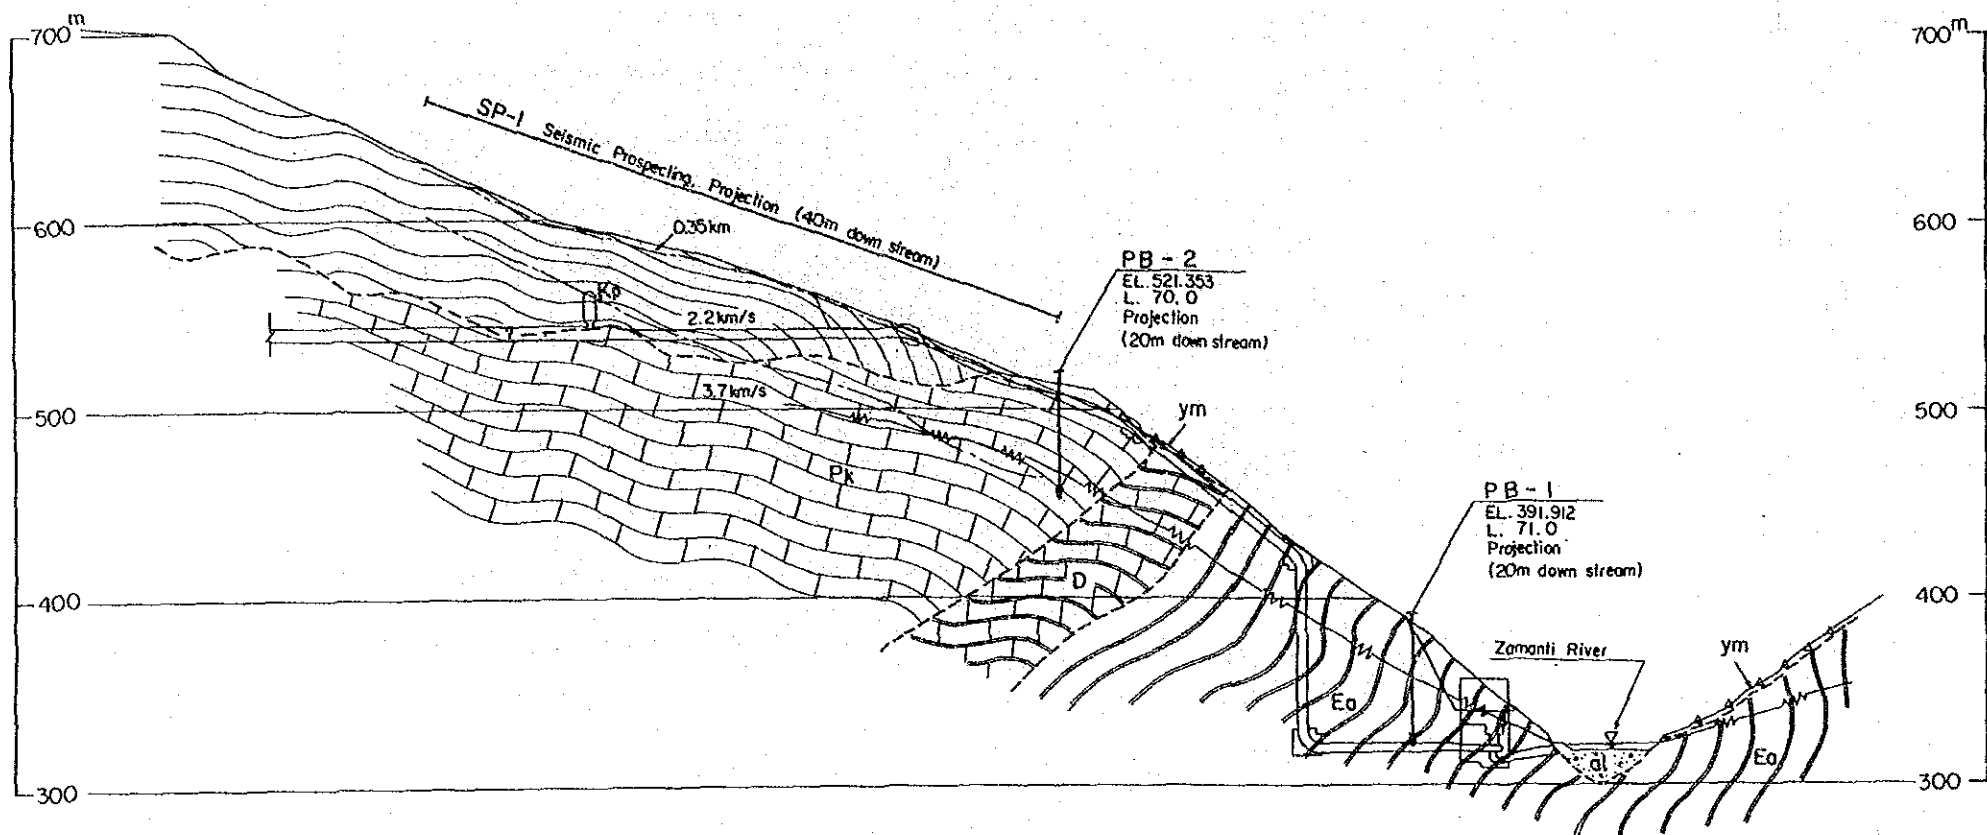 700m
700m
SP-1 Seismic Prospecting, Projection (40m down stream)
600
600
0.35km
PB-2
EL. 521.353
L. 70.0
Projection
(20m down stream)
Kp
2.2km/s
3.7km/s
500
500
ym
Pk
PB-1
EL. 391.912
L. 71.0
Projection
(20m down stream)
D
400
400
Zamanti River
ym
Ea
al
Ea
300
300